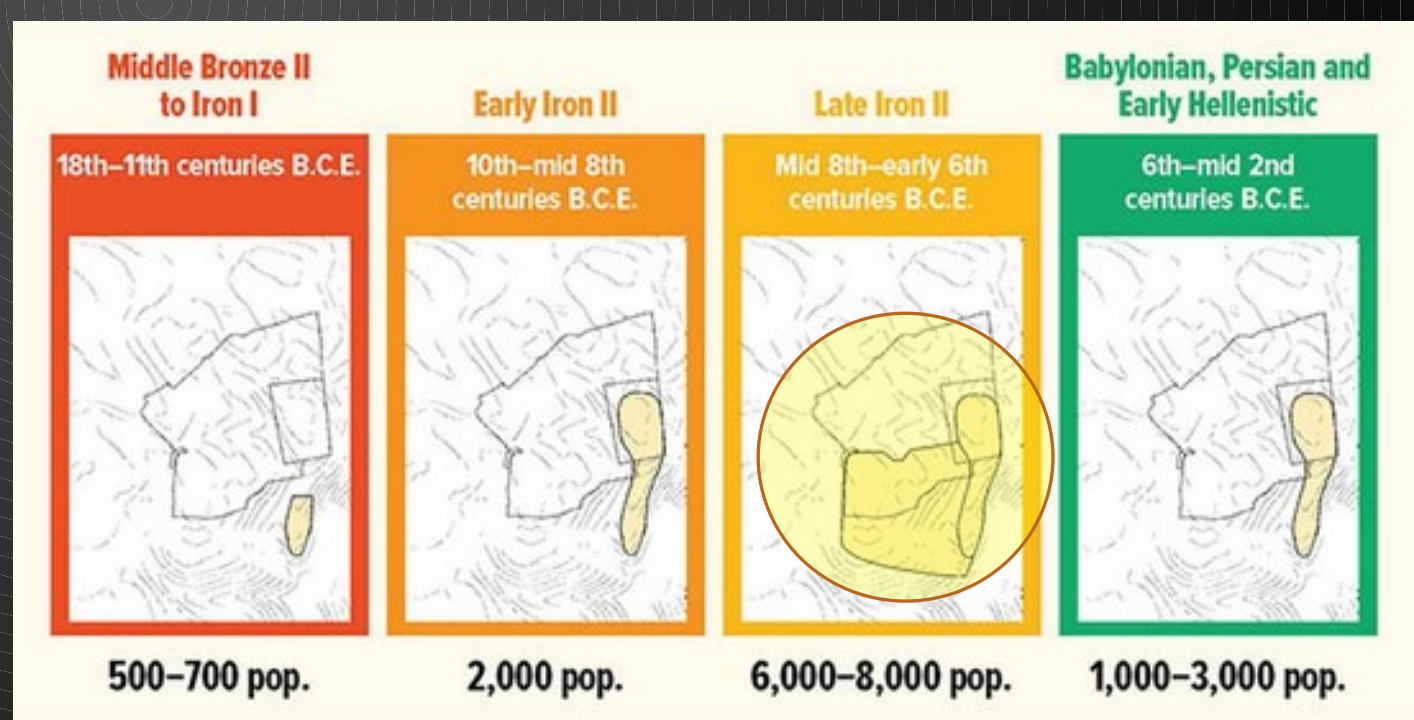 Middle Bronze II
to Iron I
18th–11th centuries B.C.E.
500–700 pop.
Early Iron II
10th–mid 8th
centuries B.C.E.
2,000 pop.
Late Iron II
Mid 8th–early 6th
centuries B.C.E.
6,000–8,000 pop.
Babylonian, Persian and
Early Hellenistic
6th–mid 2nd
centuries B.C.E.
1,000–3,000 pop.